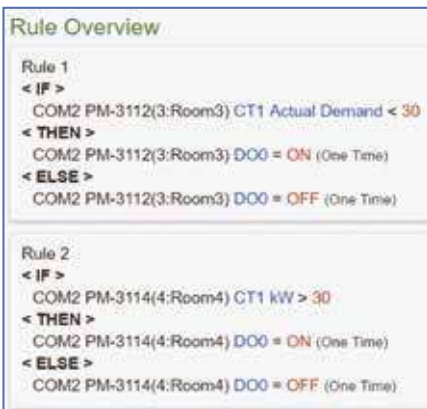 Rule Overview
Rule 1
< IF >
COM2 PM-3112(3:Room3) CT1 Actual Demand < 30
< THEN >
COM2 PM-3112(3:Room3) DO0 = ON (One Time)
< ELSE >
COM2 PM-3112(3:Room3) DO0 = OFF (One Time)
Rule 2
< IF >
COM2 PM-3114(4:Room4) CT1 kW > 30
< THEN >
COM2 PM-3114(4:Room4) DO0 = ON (One Time)
< ELSE >
COM2 PM-3114(4:Room4) DO0 = OFF (One Time)